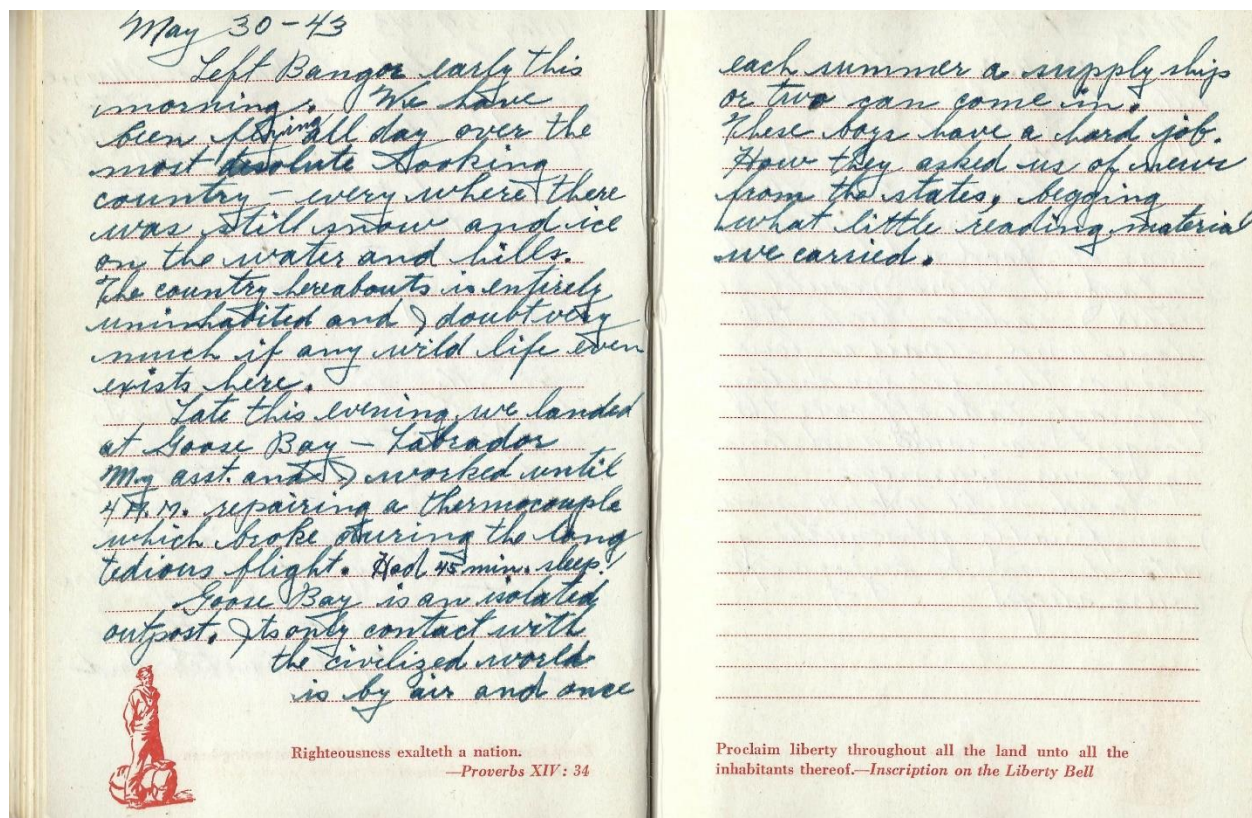 May 30-43
Left Bangor early this
morning. We have
been flying all day over the
most desolute looking
country - every where there
was still snow and ice
on the water and hills.
The country hereabouts is entirely
uninhabited and I doubt very
much if any wild life even
exists here.
Late this evening we landed
at Goose Bay - Labrador
My asst. and I worked until
4 A.M. repairing a thermocouple
which broke during the long
tedious flight. Had 45 min. sleep.
Goose Bay is an isolated
outpost. Its only contact with
the civilized world
is by air and once
Righteousness exalteth a nation.
—Proverbs XIV: 34
each summer a supply ship
or two can come in.
These boys have a hard job.
How they asked us of news
from the states, begging
what little reading material
we carried.
Proclaim liberty throughout all the land unto all the
inhabitants thereof.—Inscription on the Liberty Bell